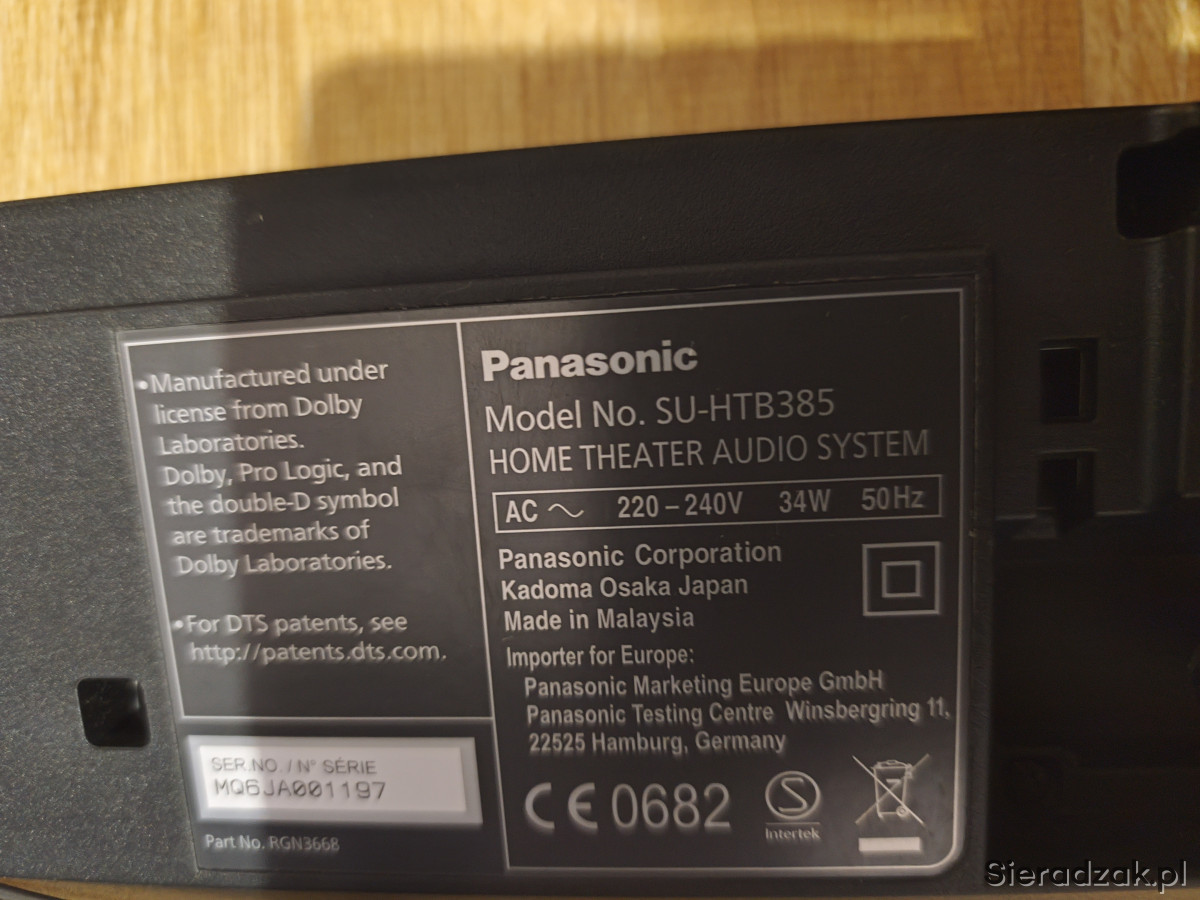 •Manufactured under
license from Dolby
Laboratories.
Dolby, Pro Logic, and
the double-D symbol
are trademarks of
Dolby Laboratories.
•For DTS patents, see
http://patents.dts.com.
SER.NO. / N° SÉRIE
MQ6JA001197
Part No. RGN3668
Panasonic
Model No. SU-HTB385
HOME THEATER AUDIO SYSTEM
AC ～ 220–240V 34W 50Hz
Panasonic Corporation
Kadoma Osaka Japan
Made in Malaysia
Importer for Europe:
Panasonic Marketing Europe GmbH
Panasonic Testing Centre Winsbergring 11,
22525 Hamburg, Germany
CE 0682
S
Intertek
Sieradzak.pl